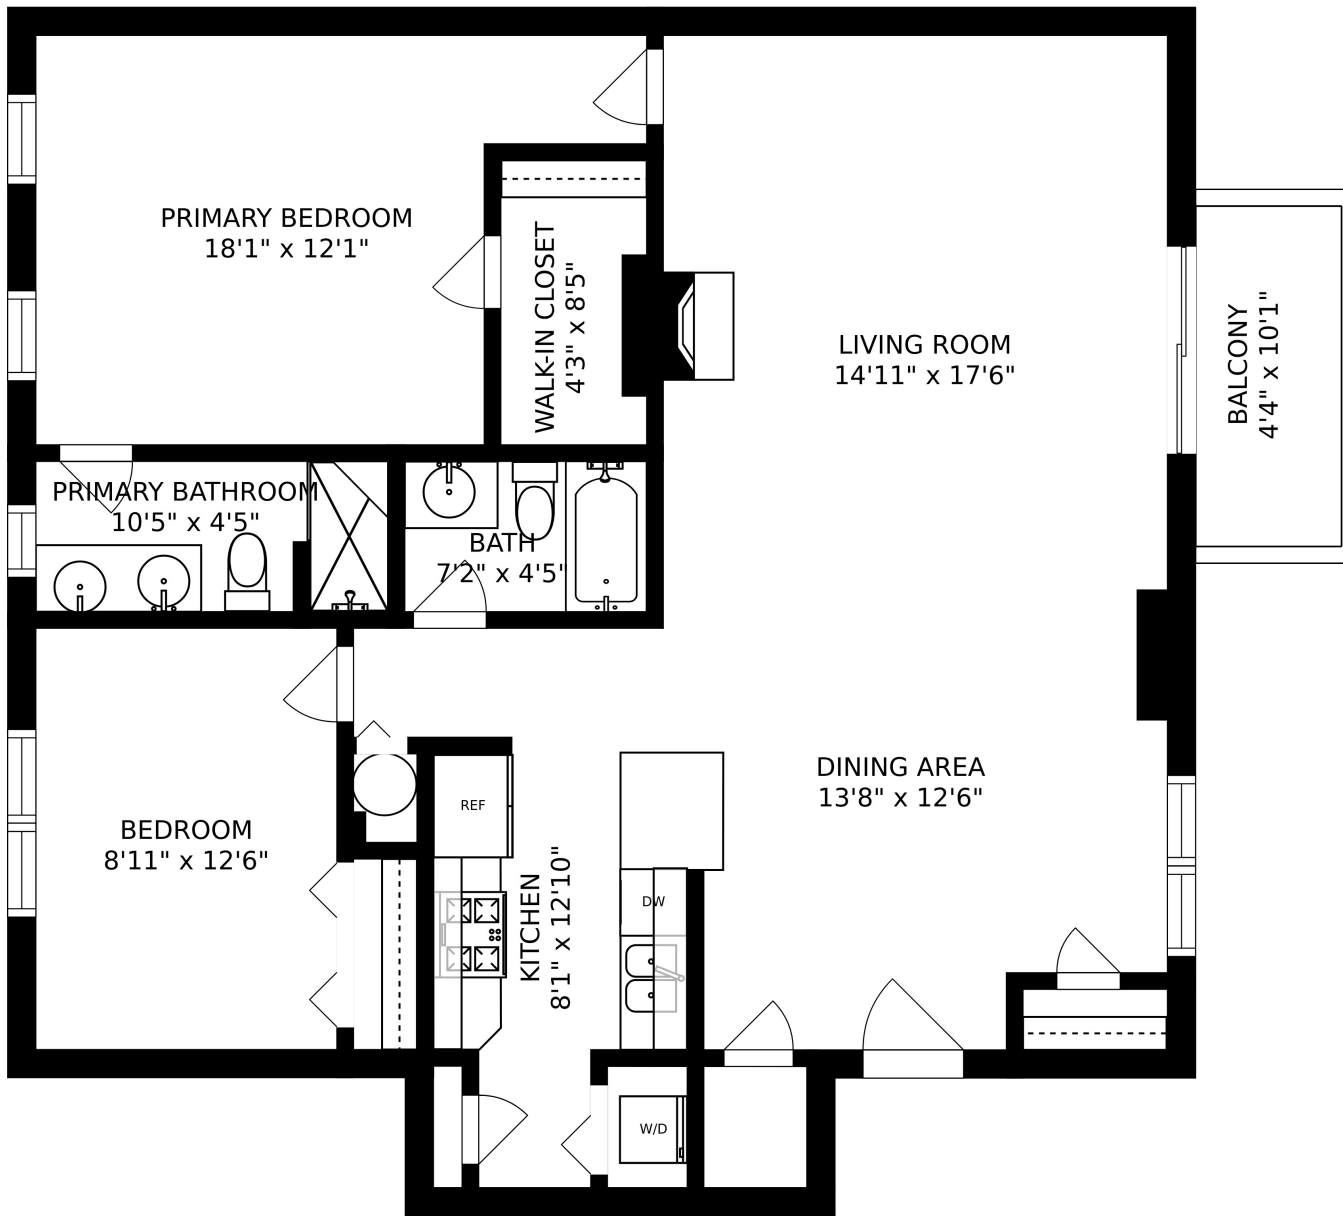 PRIMARY BEDROOM
18'1" x 12'1"
WALK-IN CLOSET
4'3" x 8'5"
LIVING ROOM
14'11" x 17'6"
BALCONY
4'4" x 10'1"
PRIMARY BATHROOM
10'5" x 4'5"
BATH
7'2" x 4'5"
BEDROOM
8'11" x 12'6"
REF
KITCHEN
8'1" x 12'10"
DW
DINING AREA
13'8" x 12'6"
W/D